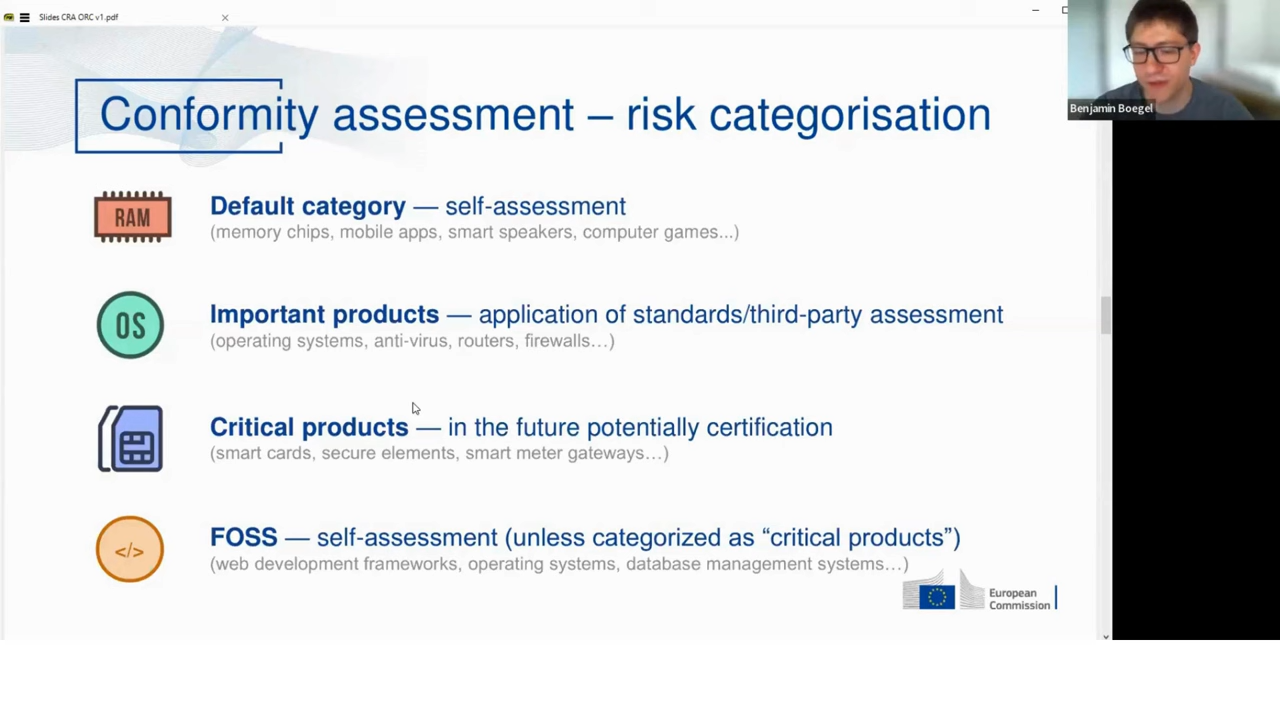 Slides CRA ORC v1.pdf
Benjamin Boegel
Conformity assessment – risk categorisation
RAM
Default category — self-assessment
(memory chips, mobile apps, smart speakers, computer games...)
OS
Important products — application of standards/third-party assessment
(operating systems, anti-virus, routers, firewalls…)
Critical products — in the future potentially certification
(smart cards, secure elements, smart meter gateways…)
</>
FOSS — self-assessment (unless categorized as “critical products”)
(web development frameworks, operating systems, database management systems…)
European
Commission